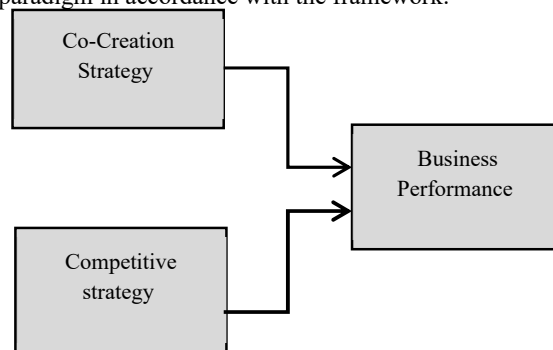 paradigm in accordance with the framework.
Co-Creation
Strategy
Business
Performance
Competitive
strategy